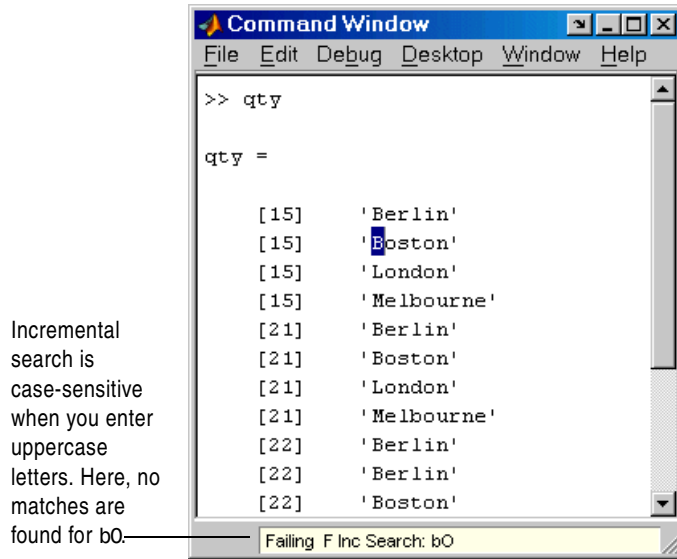 Command Window
File Edit Debug Desktop Window Help
>> qty
qty =
[15] 'Berlin'
[15] 'Boston'
[15] 'London'
[15] 'Melbourne'
[21] 'Berlin'
[21] 'Boston'
[21] 'London'
[21] 'Melbourne'
[22] 'Berlin'
[22] 'Berlin'
[22] 'Boston'
Failing F Inc Search: bO
Incremental
search is
case-sensitive
when you enter
uppercase
letters. Here, no
matches are
found for bO.